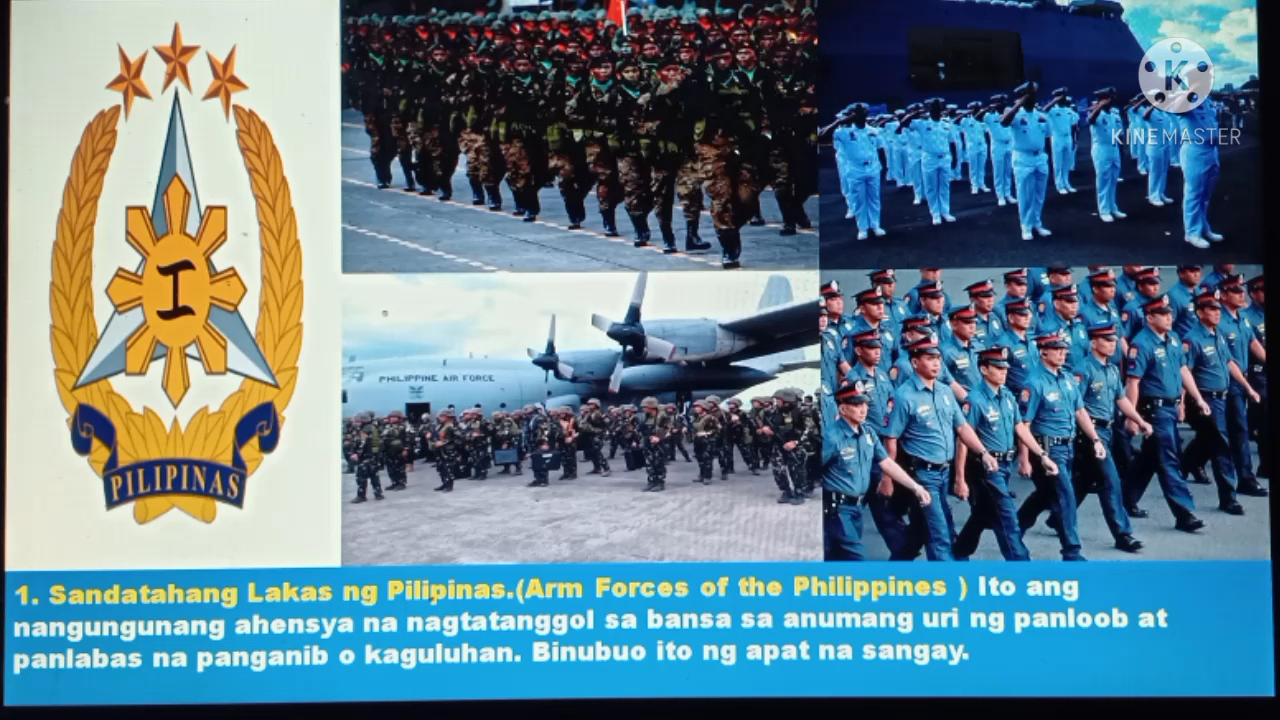 KINEMASTER
PILIPINAS
PHILIPPINE AIR FORCE
1. Sandatahang Lakas ng Pilipinas.(Arm Forces of the Philippines ) Ito ang
nangungunang ahensya na nagtatanggol sa bansa sa anumang uri ng panloob at
panlabas na panganib o kaguluhan. Binubuo ito ng apat na sangay.